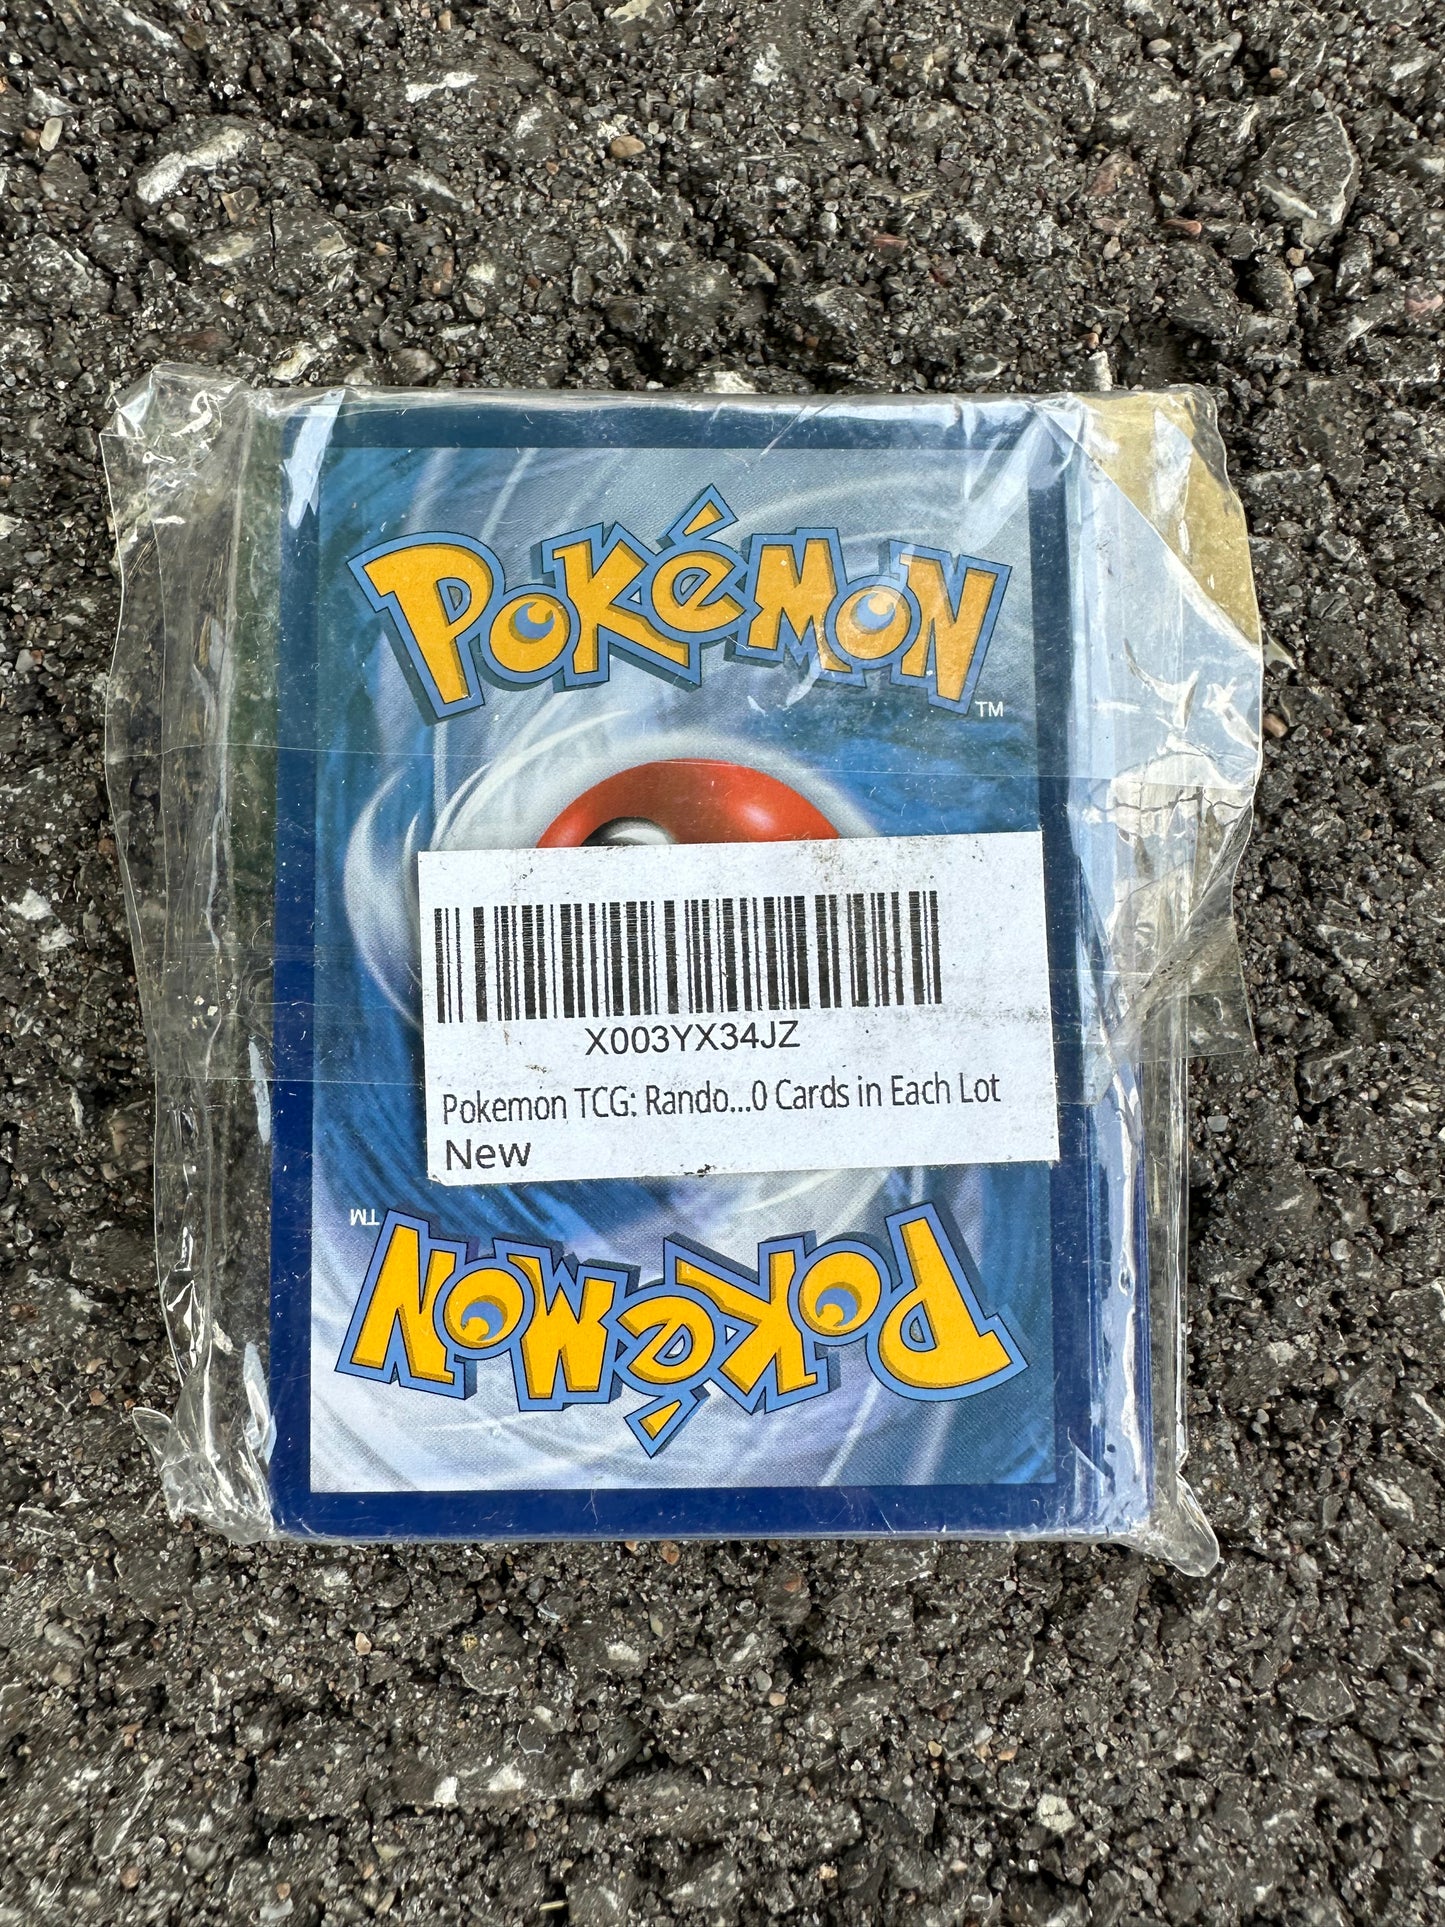 POKéMON
TM
X003YX34JZ
Pokemon TCG: Rando...0 Cards in Each Lot
New
TM
POKéMON